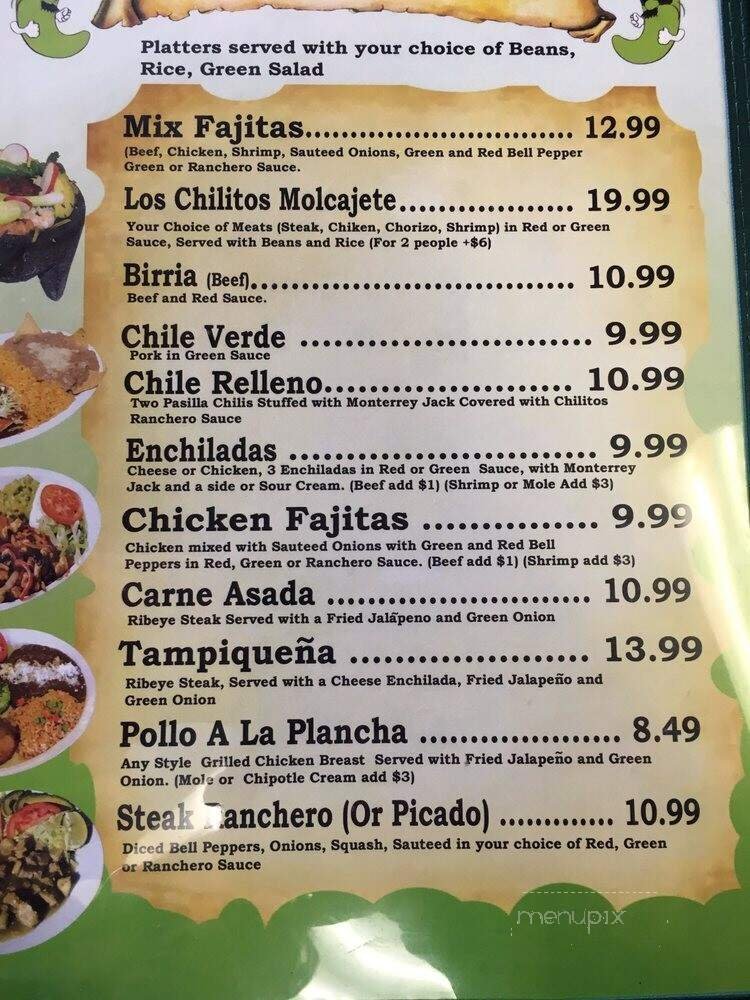 Platters served with your choice of Beans,
Rice, Green Salad
Mix Fajitas.............................. 12.99
(Beef, Chicken, Shrimp, Sauteed Onions, Green and Red Bell Pepper
Green or Ranchero Sauce.
Los Chilitos Molcajete.................. 19.99
Your Choice of Meats (Steak, Chiken, Chorizo, Shrimp) in Red or Green
Sauce, Served with Beans and Rice (For 2 people +$6)
Birria (Beef)................................. 10.99
Beef and Red Sauce.
Chile Verde .............................. 9.99
Pork in Green Sauce
Chile Relleno......................... 10.99
Two Pasilla Chilis Stuffed with Monterrey Jack Covered with Chilitos
Ranchero Sauce
Enchiladas ............................... 9.99
Cheese or Chicken, 3 Enchiladas in Red or Green Sauce, with Monterrey
Jack and a side or Sour Cream. (Beef add $1) (Shrimp or Mole Add $3)
Chicken Fajitas ................ 9.99
Chicken mixed with Sauteed Onions with Green and Red Bell
Peppers in Red, Green or Ranchero Sauce. (Beef add $1) (Shrimp add $3)
Carne Asada .......................... 10.99
Ribeye Steak Served with a Fried Jalãpeno and Green Onion
Tampiqueña ........................ 13.99
Ribeye Steak, Served with a Cheese Enchilada, Fried Jalapeño and
Green Onion
Pollo A La Plancha .................... 8.49
Any Style Grilled Chicken Breast Served with Fried Jalapeño and Green
Onion. (Mole or Chipotle Cream add $3)
Steak Ranchero (Or Picado) ............. 10.99
Diced Bell Peppers, Onions, Squash, Sauteed in your choice of Red, Green
or Ranchero Sauce
menupix